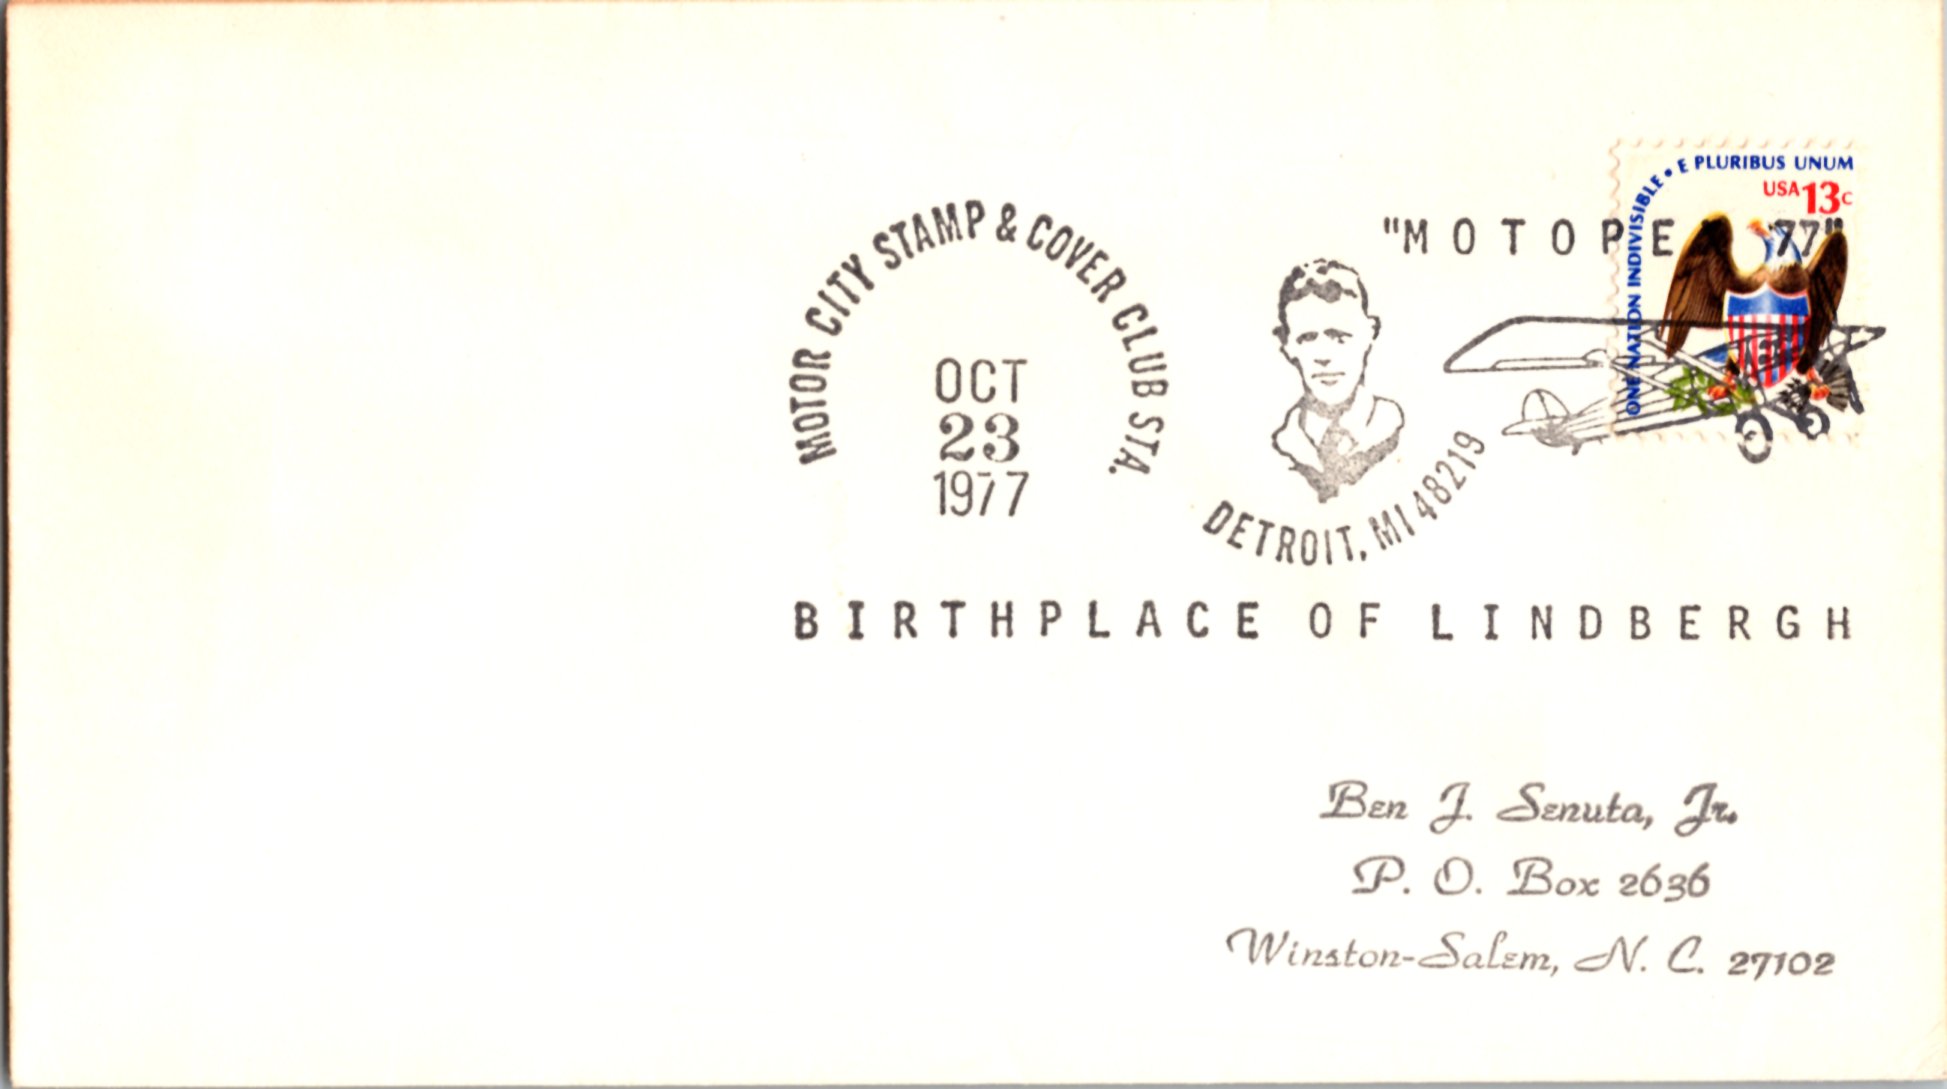 ONE NATION INDIVISIBLE • E PLURIBUS UNUM
USA 13c
MOTOR CITY STAMP & COVER CLUB STA.
OCT
23
1977
"MOTOPE '77"
DETROIT, MI 48219
BIRTHPLACE OF LINDBERGH
Ben J. Senuta, Jr.
P. O. Box 2636
Winston-Salem, N. C. 27102